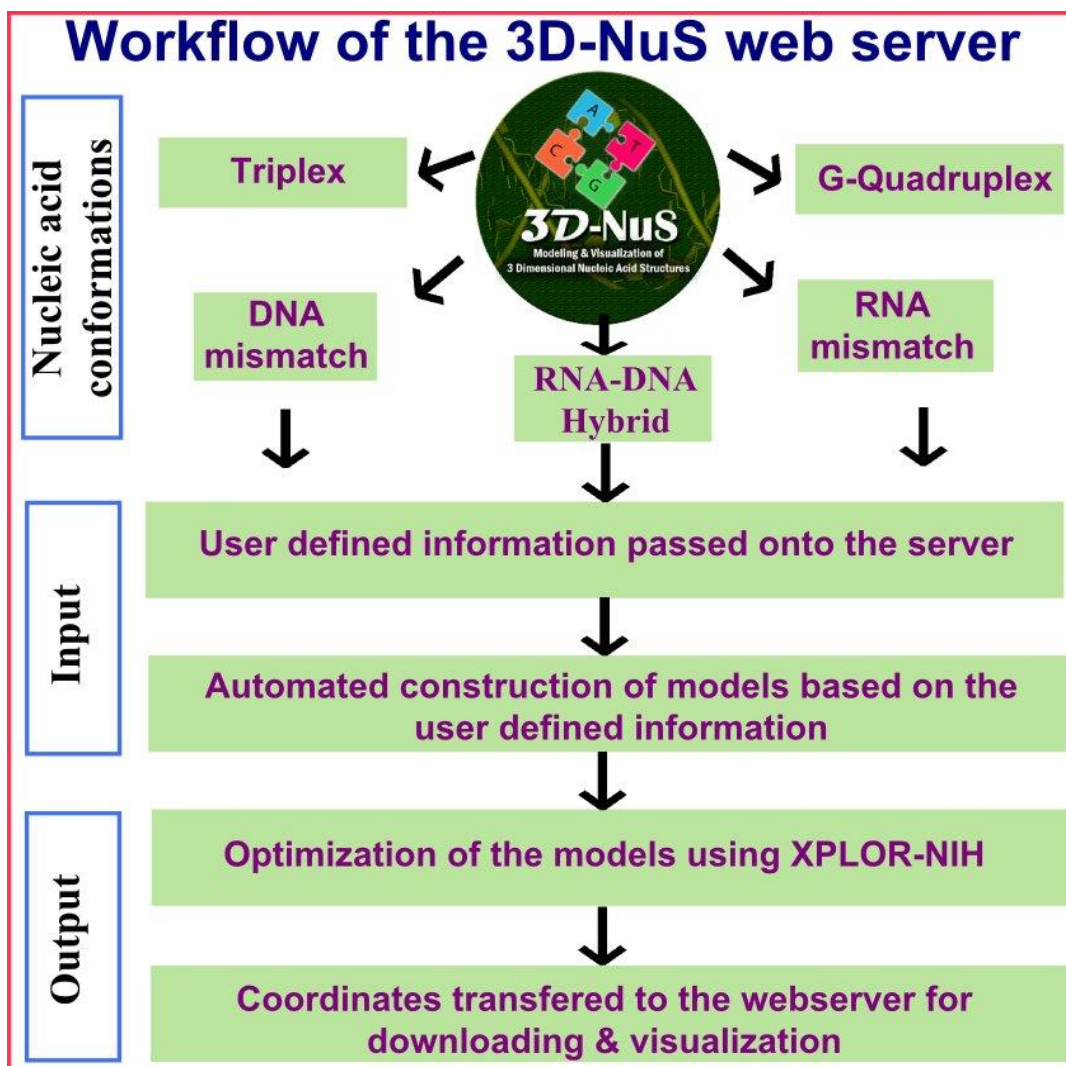 Workflow of the 3D-NuS web server
Nucleic acid
conformations
Triplex
A
T
C
G
3D-NuS
Modeling & Visualization of
3 Dimensional Nucleic Acid Structures
G-Quadruplex
DNA
mismatch
RNA-DNA
Hybrid
RNA
mismatch
Input
User defined information passed onto the server
Automated construction of models based on the
user defined information
Output
Optimization of the models using XPLOR-NIH
Coordinates transfered to the webserver for
downloading & visualization